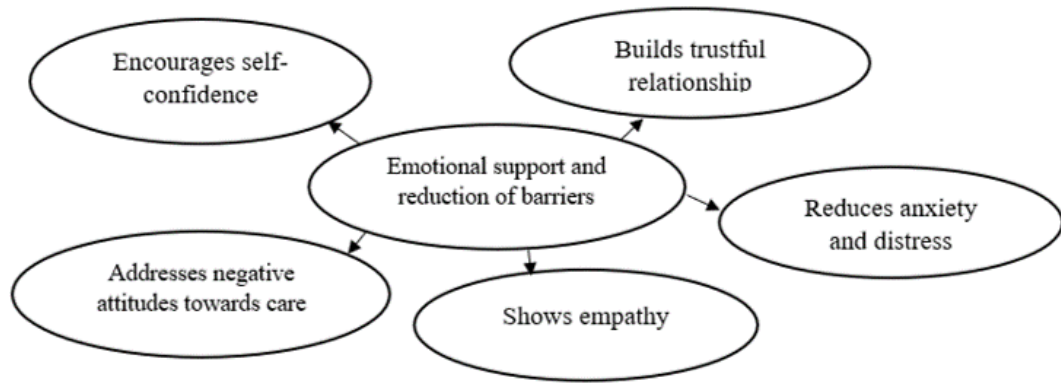 Encourages self-
confidence
Builds trustful
relationship
Emotional support and
reduction of barriers
Reduces anxiety
and distress
Addresses negative
attitudes towards care
Shows empathy